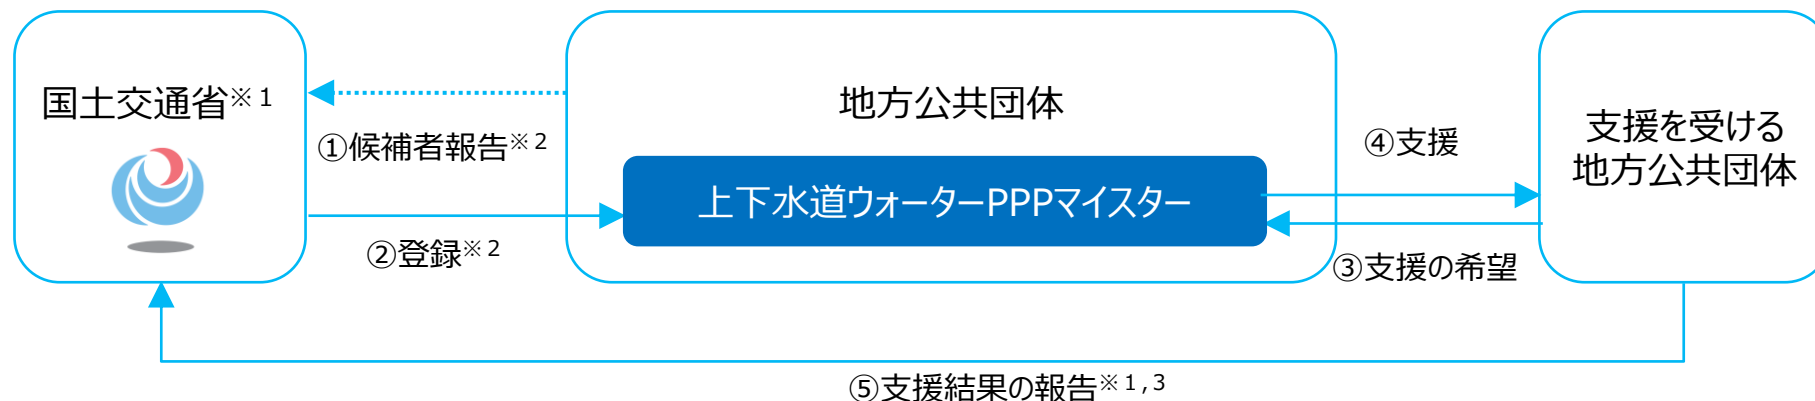 国土交通省※1
①候補者報告※2
②登録※2
地方公共団体
上下水道ウォーターPPPマイスター
④支援
③支援の希望
支援を受ける
地方公共団体
⑤支援結果の報告※1,3